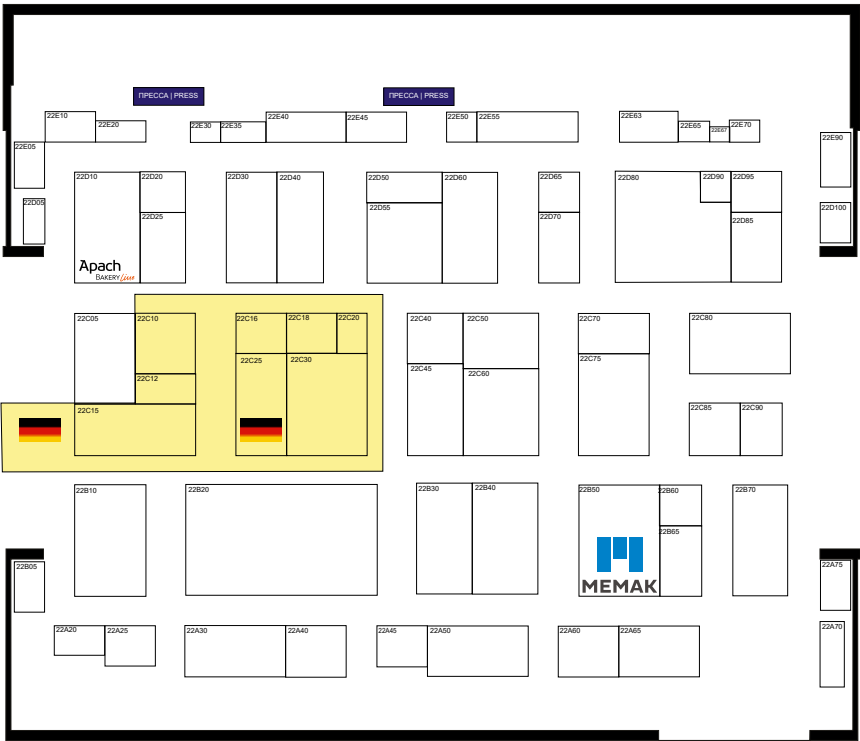 ПРЕССА | PRESS
ПРЕССА | PRESS
22E10
22E20
22E30
22E35
22E40
22E45
22E50
22E55
22E63
22E65
22E67
22E70
22E05
22E90
22D05
22D10
22D20
22D25
22D30
22D40
22D50
22D55
22D60
22D65
22D70
22D80
22D90
22D95
22D85
22D100
Apach
BAKERY Line
22C05
22C10
22C12
22C15
22C16
22C18
22C20
22C25
22C30
22C40
22C45
22C50
22C60
22C70
22C75
22C80
22C85
22C90
22B10
22B20
22B30
22B40
22B50
22B60
22B65
22B70
MEMAK
22B05
22A75
22A20
22A25
22A30
22A40
22A45
22A50
22A60
22A65
22A70